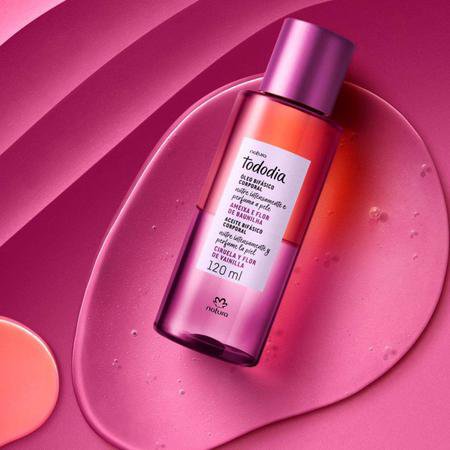 natura
tododia
ÓLEO BIFÁSICO
CORPORAL
nutre intensamente e
perfuma a pele
AMEIXA E FLOR
DE BAUNILHA
ACEITE BIFÁSICO
CORPORAL
nutre intensamente y
perfuma la piel
CIRUELA Y FLOR
DE VAINILLA
120 ml
natura